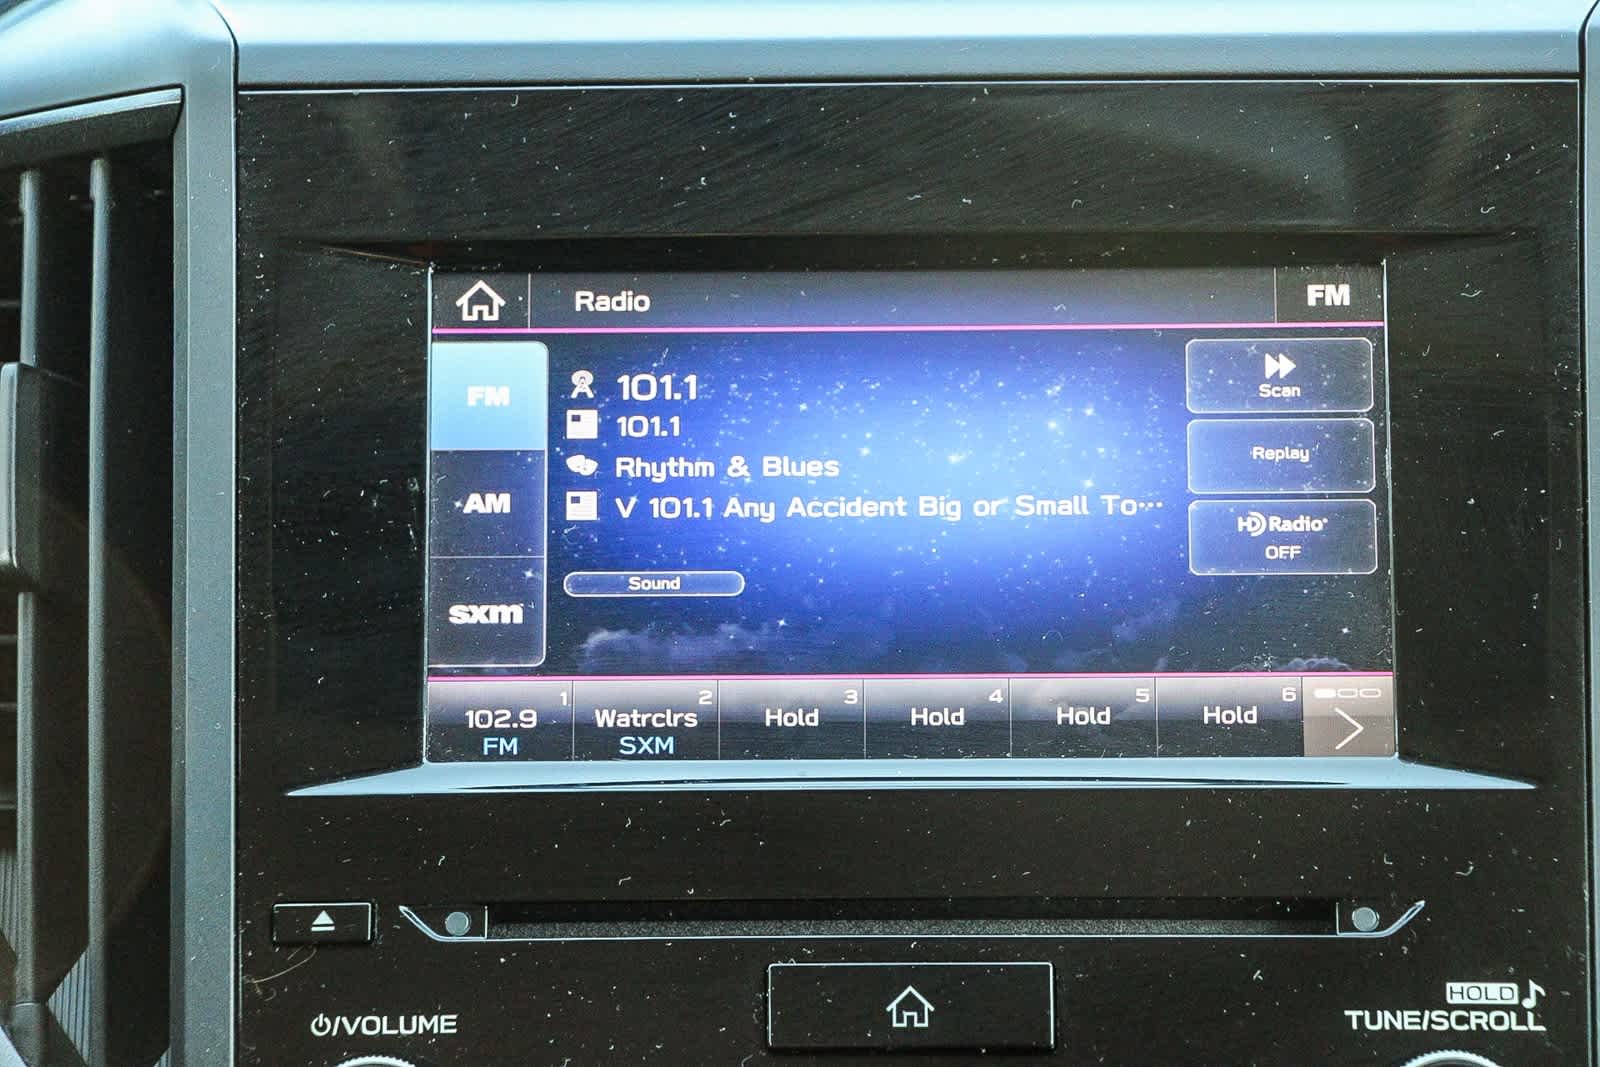 Radio
FM
FM
AM
sxm
101.1
101.1
Rhythm & Blues
V 101.1 Any Accident Big or Small To…
Sound
Scan
Replay
HD Radio
OFF
1
102.9
FM
2
Watrclrs
SXM
3
Hold
4
Hold
5
Hold
6
Hold
/VOLUME
HOLD
TUNE/SCROLL